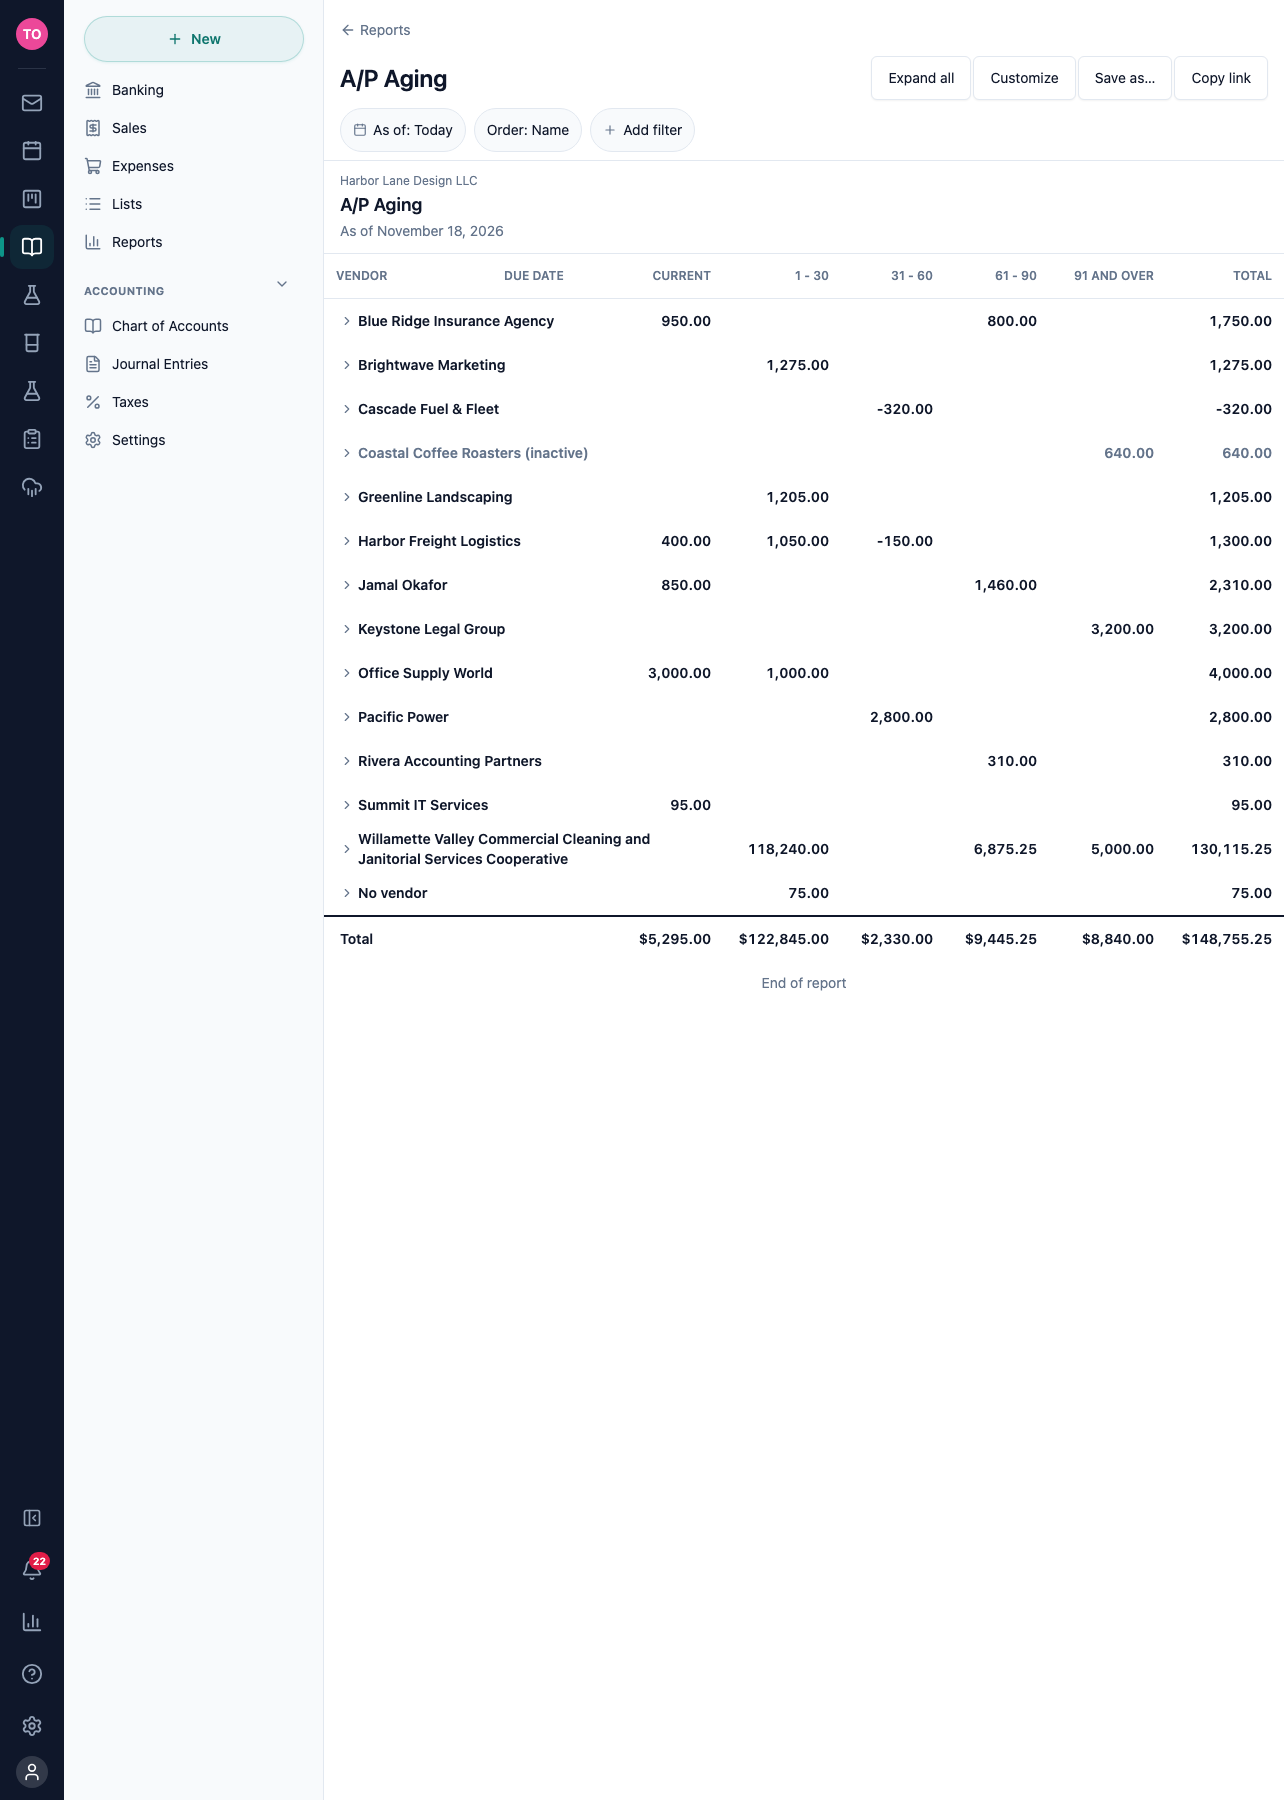 TO
New
Banking
Sales
Expenses
Lists
Reports
ACCOUNTING
Chart of Accounts
Journal Entries
Taxes
Settings
22
Reports
A/P Aging
Expand all
Customize
Save as...
Copy link
As of: Today
Order: Name
Add filter
Harbor Lane Design LLC
A/P Aging
As of November 18, 2026
VENDOR DUE DATE CURRENT 1 - 30 31 - 60 61 - 90 91 AND OVER TOTAL
Blue Ridge Insurance Agency 950.00 800.00 1,750.00
Brightwave Marketing 1,275.00 1,275.00
Cascade Fuel & Fleet -320.00 -320.00
Coastal Coffee Roasters (inactive) 640.00 640.00
Greenline Landscaping 1,205.00 1,205.00
Harbor Freight Logistics 400.00 1,050.00 -150.00 1,300.00
Jamal Okafor 850.00 1,460.00 2,310.00
Keystone Legal Group 3,200.00 3,200.00
Office Supply World 3,000.00 1,000.00 4,000.00
Pacific Power 2,800.00 2,800.00
Rivera Accounting Partners 310.00 310.00
Summit IT Services 95.00 95.00
Willamette Valley Commercial Cleaning and
Janitorial Services Cooperative 118,240.00 6,875.25 5,000.00 130,115.25
No vendor 75.00 75.00
Total $5,295.00 $122,845.00 $2,330.00 $9,445.25 $8,840.00 $148,755.25
End of report